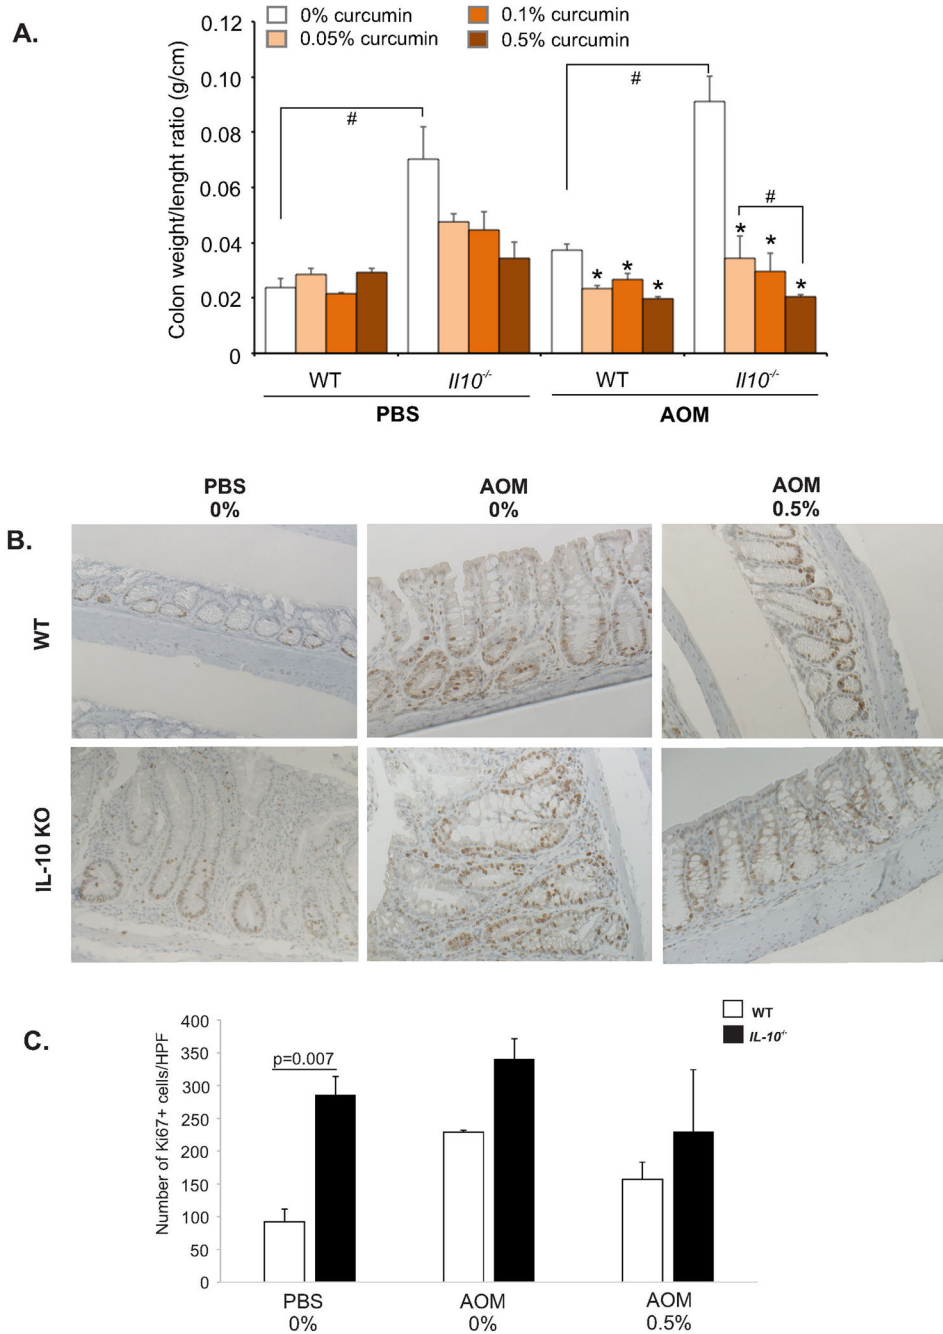 A.
0% curcumin
0.05% curcumin
0.1% curcumin
0.5% curcumin
Colon weight/lenght ratio (g/cm)
0.12
0.10
0.08
0.06
0.04
0.02
0
#
#
#
* * *
* * *
WT
Il10-/-
WT
Il10-/-
PBS
AOM
B.
PBS
0%
AOM
0%
AOM
0.5%
WT
IL-10 KO
C.
WT
IL-10-/-
Number of Ki67+ cells/HPF
400
350
300
250
200
150
100
50
0
p=0.007
PBS
0%
AOM
0%
AOM
0.5%